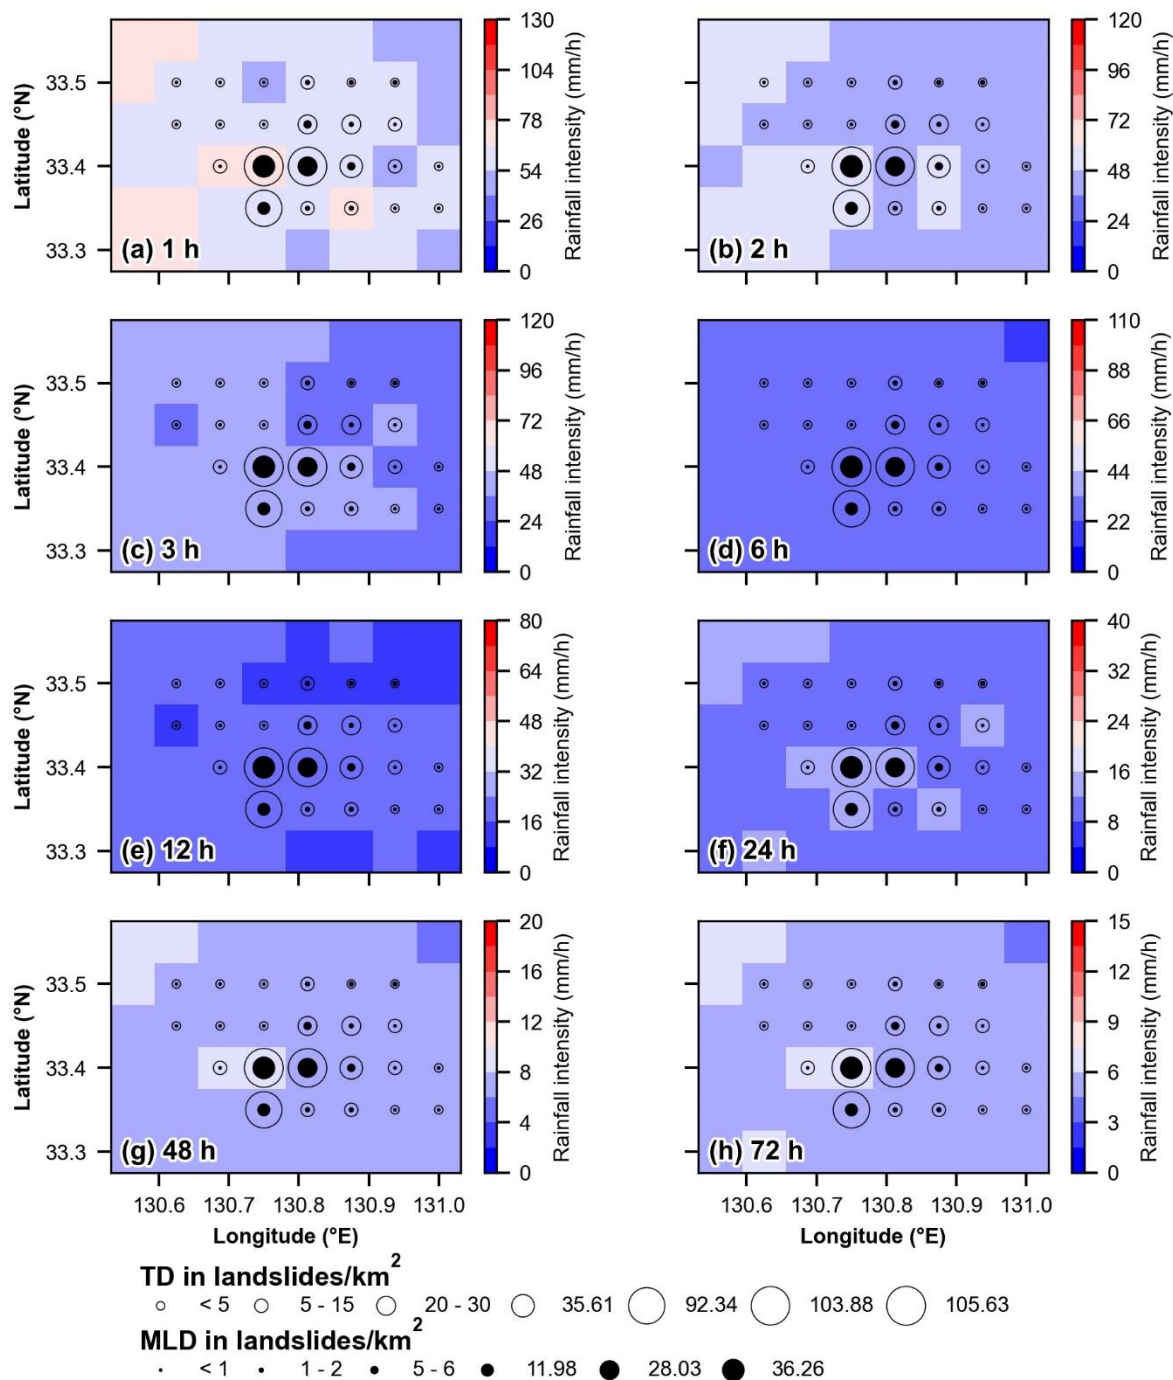 130
104
78
54
26
0
Rainfall intensity (mm/h)
33.5
33.4
33.3
Latitude (°N)
(a) 1 h
120
96
72
48
24
0
Rainfall intensity (mm/h)
(b) 2 h
120
96
72
48
24
0
Rainfall intensity (mm/h)
33.5
33.4
33.3
Latitude (°N)
(c) 3 h
110
88
66
44
22
0
Rainfall intensity (mm/h)
(d) 6 h
80
64
48
32
16
0
Rainfall intensity (mm/h)
33.5
33.4
33.3
Latitude (°N)
(e) 12 h
40
32
24
16
8
0
Rainfall intensity (mm/h)
(f) 24 h
20
16
12
8
4
0
Rainfall intensity (mm/h)
33.5
33.4
33.3
Latitude (°N)
(g) 48 h
130.6 130.7 130.8 130.9 131.0
Longitude (°E)
15
12
9
6
3
0
Rainfall intensity (mm/h)
(h) 72 h
130.6 130.7 130.8 130.9 131.0
Longitude (°E)
TD in landslides/km²
< 5 5 - 15 20 - 30 35.61 92.34 103.88 105.63
MLD in landslides/km²
< 1 1 - 2 5 - 6 11.98 28.03 36.26